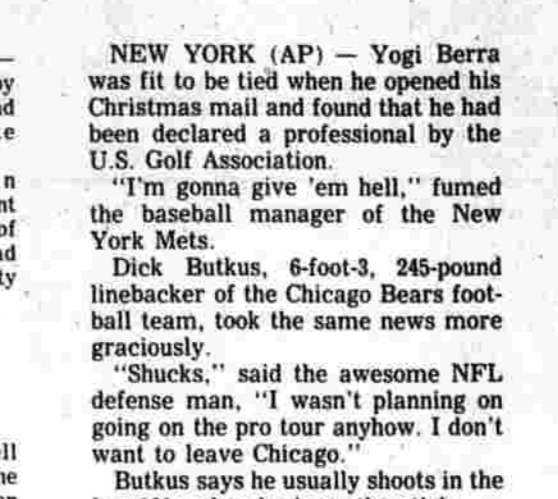 NEW YORK (AP) — Yogi Berra
was fit to be tied when he opened his
Christmas mail and found that he had
been declared a professional by the
U.S. Golf Association.
"I'm gonna give 'em hell," fumed
the baseball manager of the New
York Mets.
Dick Butkus, 6-foot-3, 245-pound
linebacker of the Chicago Bears foot-
ball team, took the same news more
graciously.
"Shucks," said the awesome NFL
defense man, "I wasn't planning on
going on the pro tour anyhow. I don't
want to leave Chicago."
Butkus says he usually shoots in the